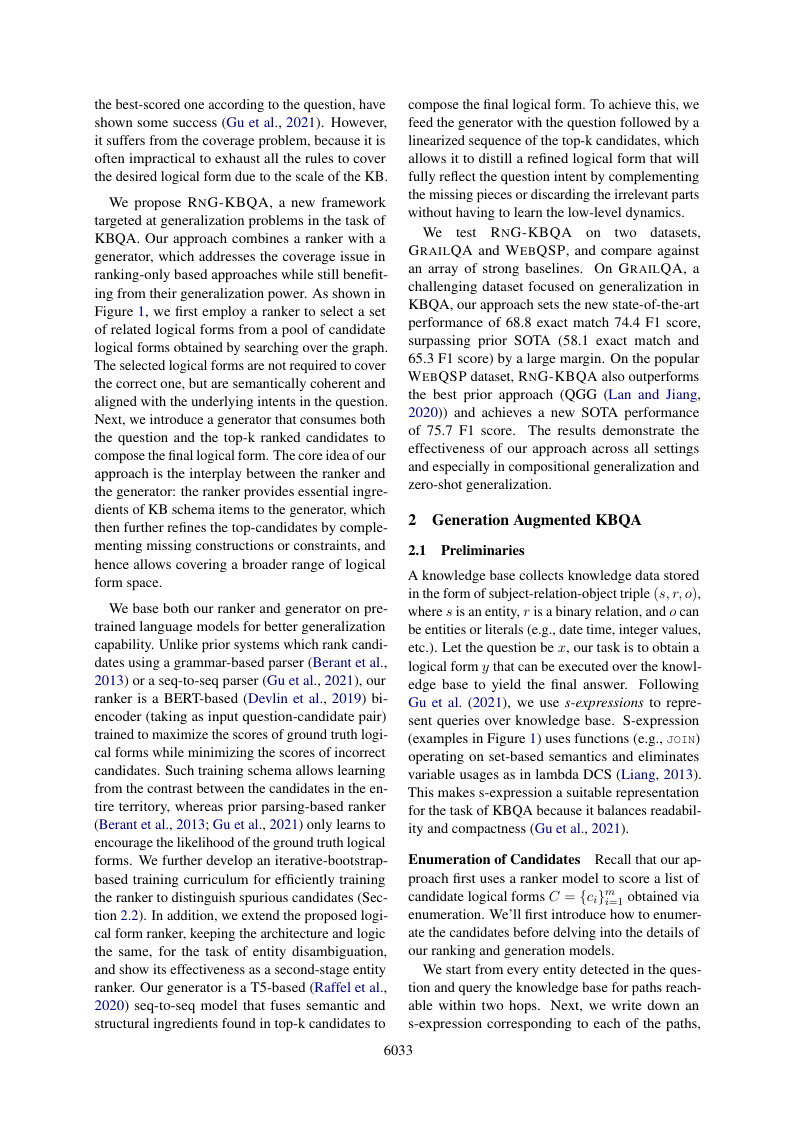 the best-scored one according to the question, have
shown some success (Gu et al., 2021). However,
it suffers from the coverage problem, because it is
often impractical to exhaust all the rules to cover
the desired logical form due to the scale of the KB.
We propose RNG-KBQA, a new framework
targeted at generalization problems in the task of
KBQA. Our approach combines a ranker with a
generator, which addresses the coverage issue in
ranking-only based approaches while still benefit-
ing from their generalization power. As shown in
Figure 1, we first employ a ranker to select a set
of related logical forms from a pool of candidate
logical forms obtained by searching over the graph.
The selected logical forms are not required to cover
the correct one, but are semantically coherent and
aligned with the underlying intents in the question.
Next, we introduce a generator that consumes both
the question and the top-k ranked candidates to
compose the final logical form. The core idea of our
approach is the interplay between the ranker and
the generator: the ranker provides essential ingre-
dients of KB schema items to the generator, which
then further refines the top-candidates by comple-
menting missing constructions or constraints, and
hence allows covering a broader range of logical
form space.
We base both our ranker and generator on pre-
trained language models for better generalization
capability. Unlike prior systems which rank candi-
dates using a grammar-based parser (Berant et al.,
2013) or a seq-to-seq parser (Gu et al., 2021), our
ranker is a BERT-based (Devlin et al., 2019) bi-
encoder (taking as input question-candidate pair)
trained to maximize the scores of ground truth logi-
cal forms while minimizing the scores of incorrect
candidates. Such training schema allows learning
from the contrast between the candidates in the en-
tire territory, whereas prior parsing-based ranker
(Berant et al., 2013; Gu et al., 2021) only learns to
encourage the likelihood of the ground truth logical
forms. We further develop an iterative-bootstrap-
based training curriculum for efficiently training
the ranker to distinguish spurious candidates (Sec-
tion 2.2). In addition, we extend the proposed logi-
cal form ranker, keeping the architecture and logic
the same, for the task of entity disambiguation,
and show its effectiveness as a second-stage entity
ranker. Our generator is a T5-based (Raffel et al.,
2020) seq-to-seq model that fuses semantic and
structural ingredients found in top-k candidates to
compose the final logical form. To achieve this, we
feed the generator with the question followed by a
linearized sequence of the top-k candidates, which
allows it to distill a refined logical form that will
fully reflect the question intent by complementing
the missing pieces or discarding the irrelevant parts
without having to learn the low-level dynamics.
We test RNG-KBQA on two datasets,
GRAILQA and WEBQSP, and compare against
an array of strong baselines. On GRAILQA, a
challenging dataset focused on generalization in
KBQA, our approach sets the new state-of-the-art
performance of 68.8 exact match 74.4 F1 score,
surpassing prior SOTA (58.1 exact match and
65.3 F1 score) by a large margin. On the popular
WEBQSP dataset, RNG-KBQA also outperforms
the best prior approach (QGG (Lan and Jiang,
2020)) and achieves a new SOTA performance
of 75.7 F1 score. The results demonstrate the
effectiveness of our approach across all settings
and especially in compositional generalization and
zero-shot generalization.
2 Generation Augmented KBQA
2.1 Preliminaries
A knowledge base collects knowledge data stored
in the form of subject-relation-object triple (s, r, o),
where s is an entity, r is a binary relation, and o can
be entities or literals (e.g., date time, integer values,
etc.). Let the question be x, our task is to obtain a
logical form y that can be executed over the knowl-
edge base to yield the final answer. Following
Gu et al. (2021), we use s-expressions to repre-
sent queries over knowledge base. S-expression
(examples in Figure 1) uses functions (e.g., JOIN)
operating on set-based semantics and eliminates
variable usages as in lambda DCS (Liang, 2013).
This makes s-expression a suitable representation
for the task of KBQA because it balances readabil-
ity and compactness (Gu et al., 2021).
Enumeration of Candidates Recall that our ap-
proach first uses a ranker model to score a list of
candidate logical forms C = {c_i}_{i=1}^m obtained via
enumeration. We'll first introduce how to enumer-
ate the candidates before delving into the details of
our ranking and generation models.
We start from every entity detected in the ques-
tion and query the knowledge base for paths reach-
able within two hops. Next, we write down an
s-expression corresponding to each of the paths,
6033